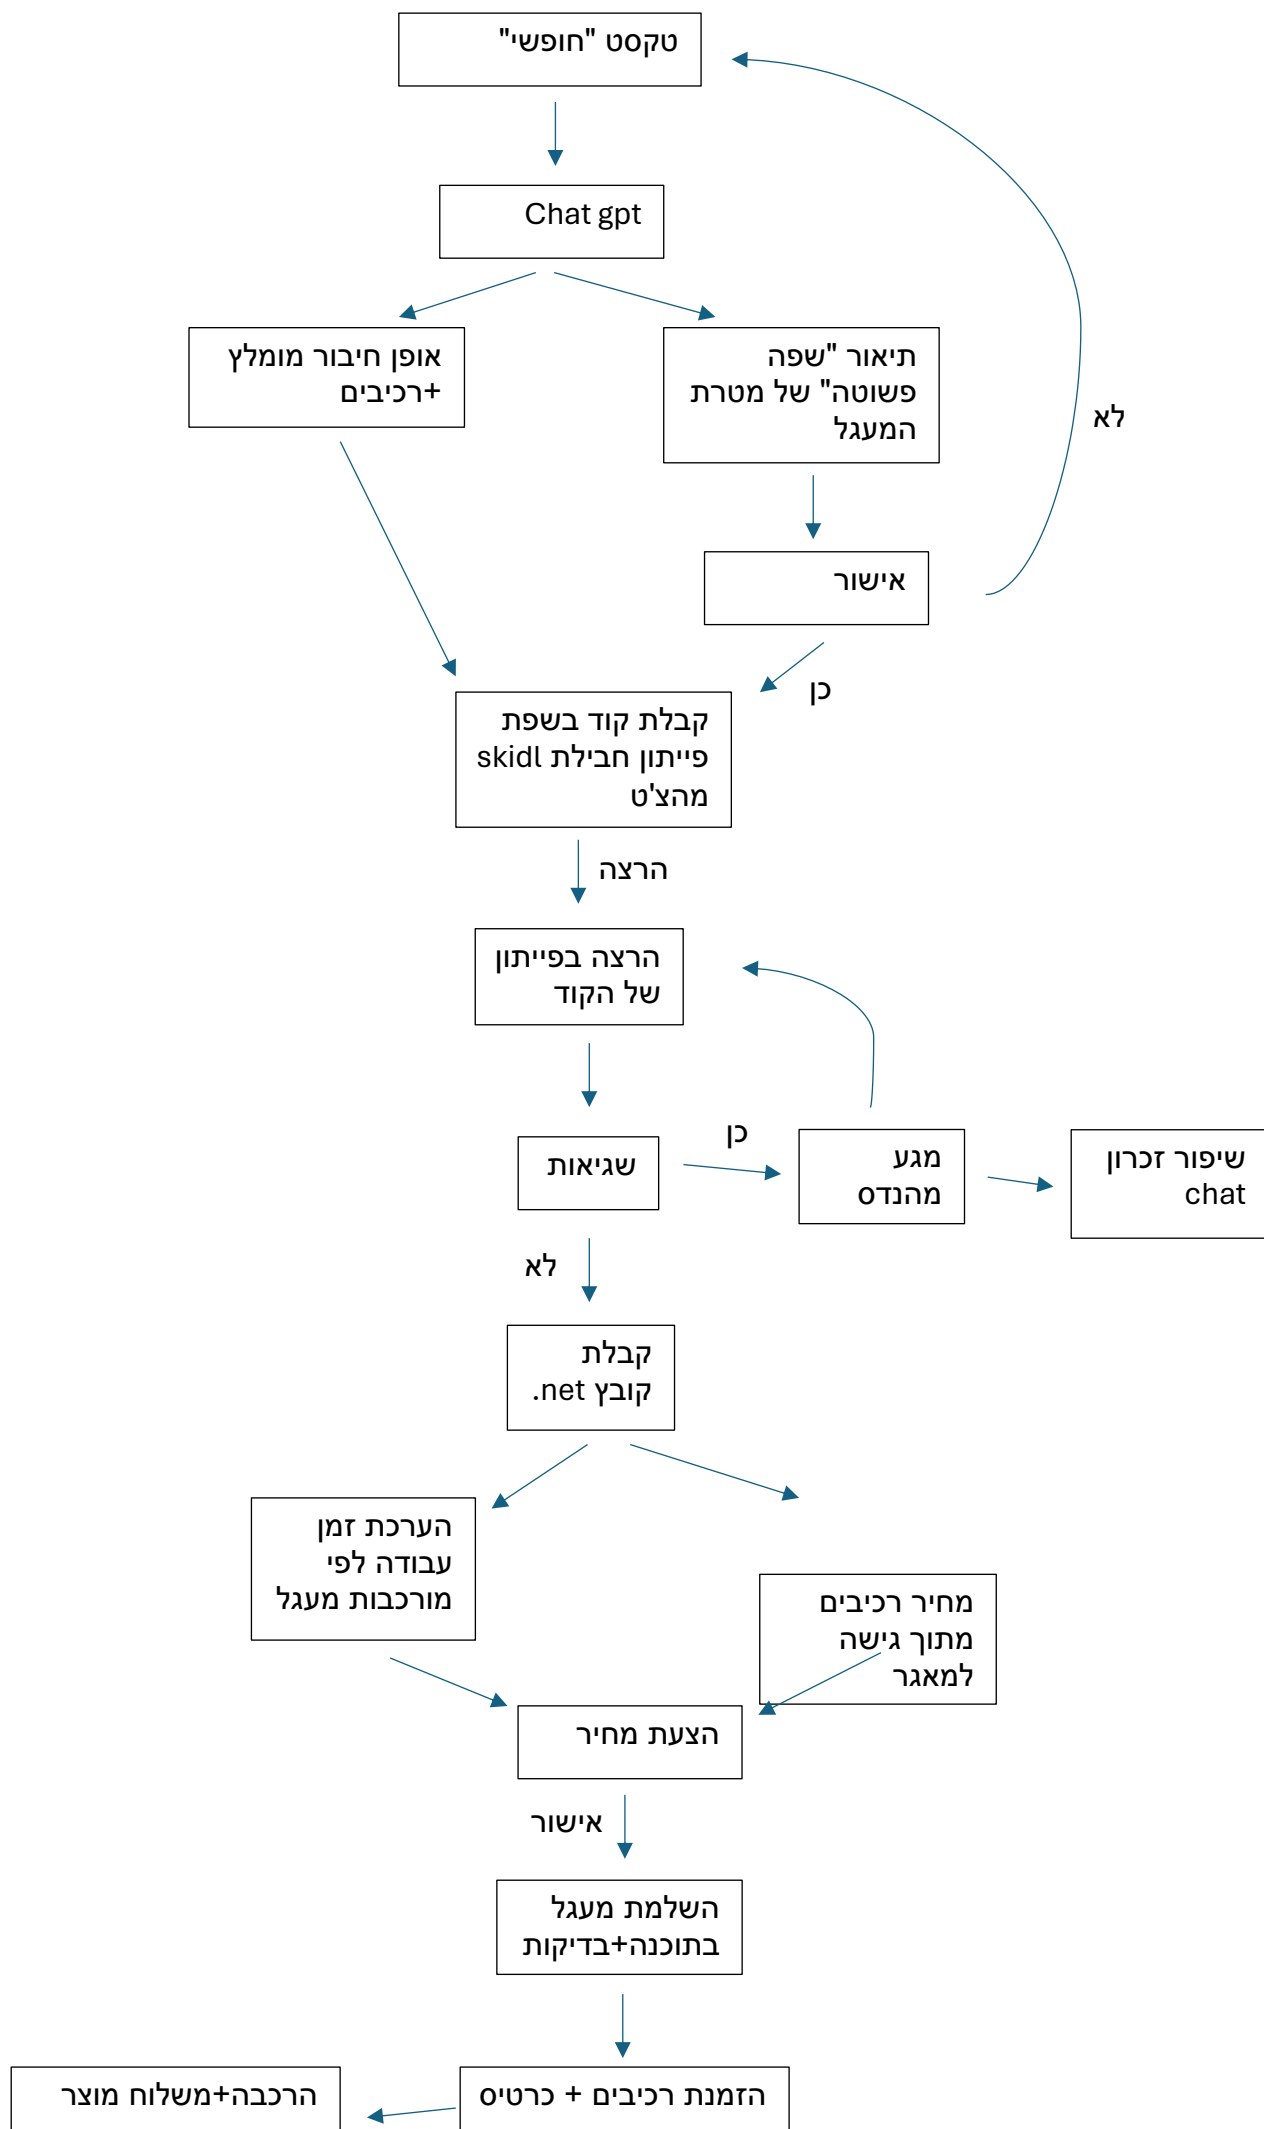 טקסט "חופשי"
Chat gpt
תיאור "שפה
פשוטה" של מטרת
המעגל
אופן חיבור מומלץ
+רכיבים
לא
אישור
כן
קבלת קוד בשפת
פייתון חבילת skidl
מהצ'ט
הרצה
הרצה בפייתון
של הקוד
שגיאות
כן
מגע
מהנדס
שיפור זכרון
chat
לא
קבלת
קובץ net.
הערכת זמן
עבודה לפי
מורכבות מעגל
מחיר רכיבים
מתוך גישה
למאגר
הצעת מחיר
אישור
השלמת מעגל
בתוכנה+בדיקות
הזמנת רכיבים + כרטיס
הרכבה+משלוח מוצר